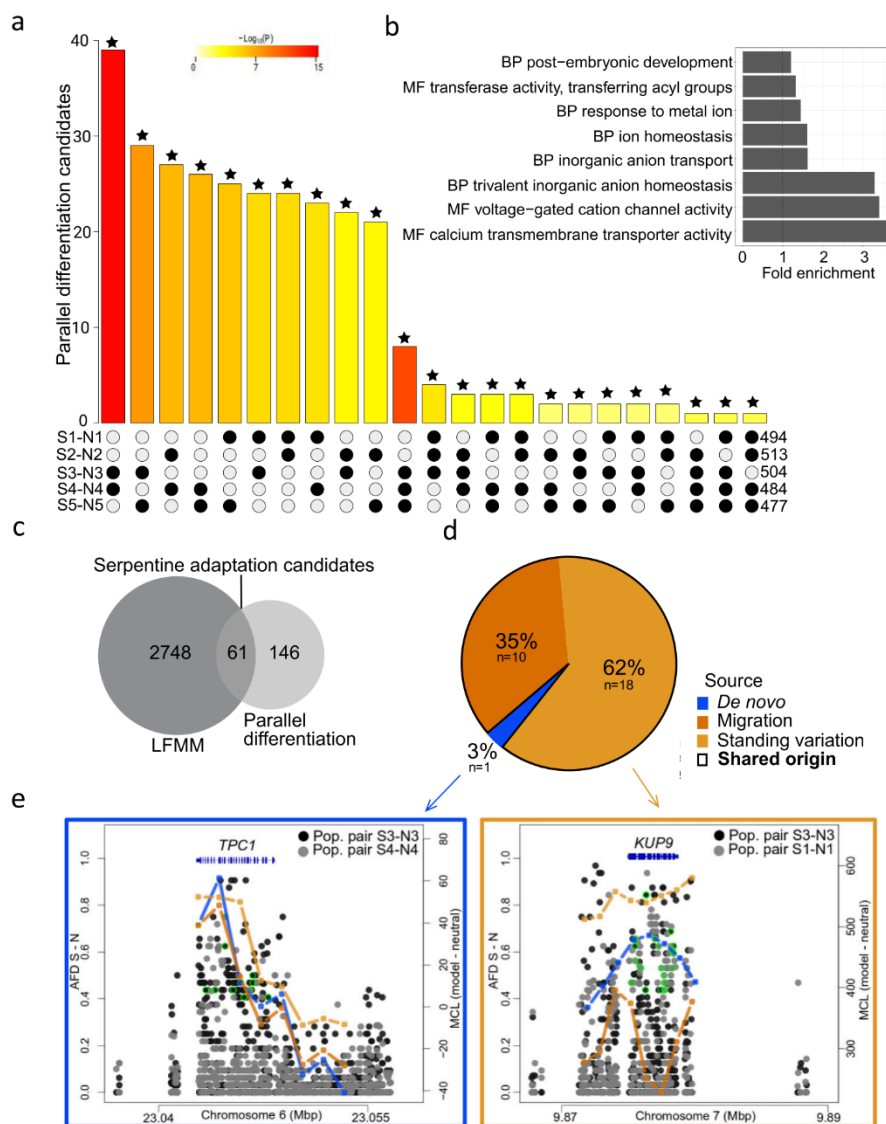 a
−Log₁₀(P)
1
7
15
Parallel differentiation candidates
40
30
20
10
0
S1-N1
494
S2-N2
513
S3-N3
504
S4-N4
484
S5-N5
477
b
BP post−embryonic development
MF transferase activity, transferring acyl groups
BP response to metal ion
BP ion homeostasis
BP inorganic anion transport
BP trivalent inorganic anion homeostasis
MF voltage-gated cation channel activity
MF calcium transmembrane transporter activity
0 1 2 3
Fold enrichment
c
Serpentine adaptation candidates
2748
61
146
LFMM
Parallel
differentiation
d
35%
n=10
62%
n=18
3%
n=1
Source
De novo
Migration
Standing variation
Shared origin
e
TPC1
Pop. pair S3-N3
Pop. pair S4-N4
AFD S - N
1.0
0.8
0.6
0.4
0.2
0.0
MCL (model - neutral)
80
60
40
20
0
-20
-40
23.04
Chromosome 6 (Mbp)
23.055
KUP9
Pop. pair S3-N3
Pop. pair S1-N1
AFD S - N
1.0
0.8
0.6
0.4
0.2
0.0
MCL (model - neutral)
600
500
400
300
9.87
Chromosome 7 (Mbp)
9.89